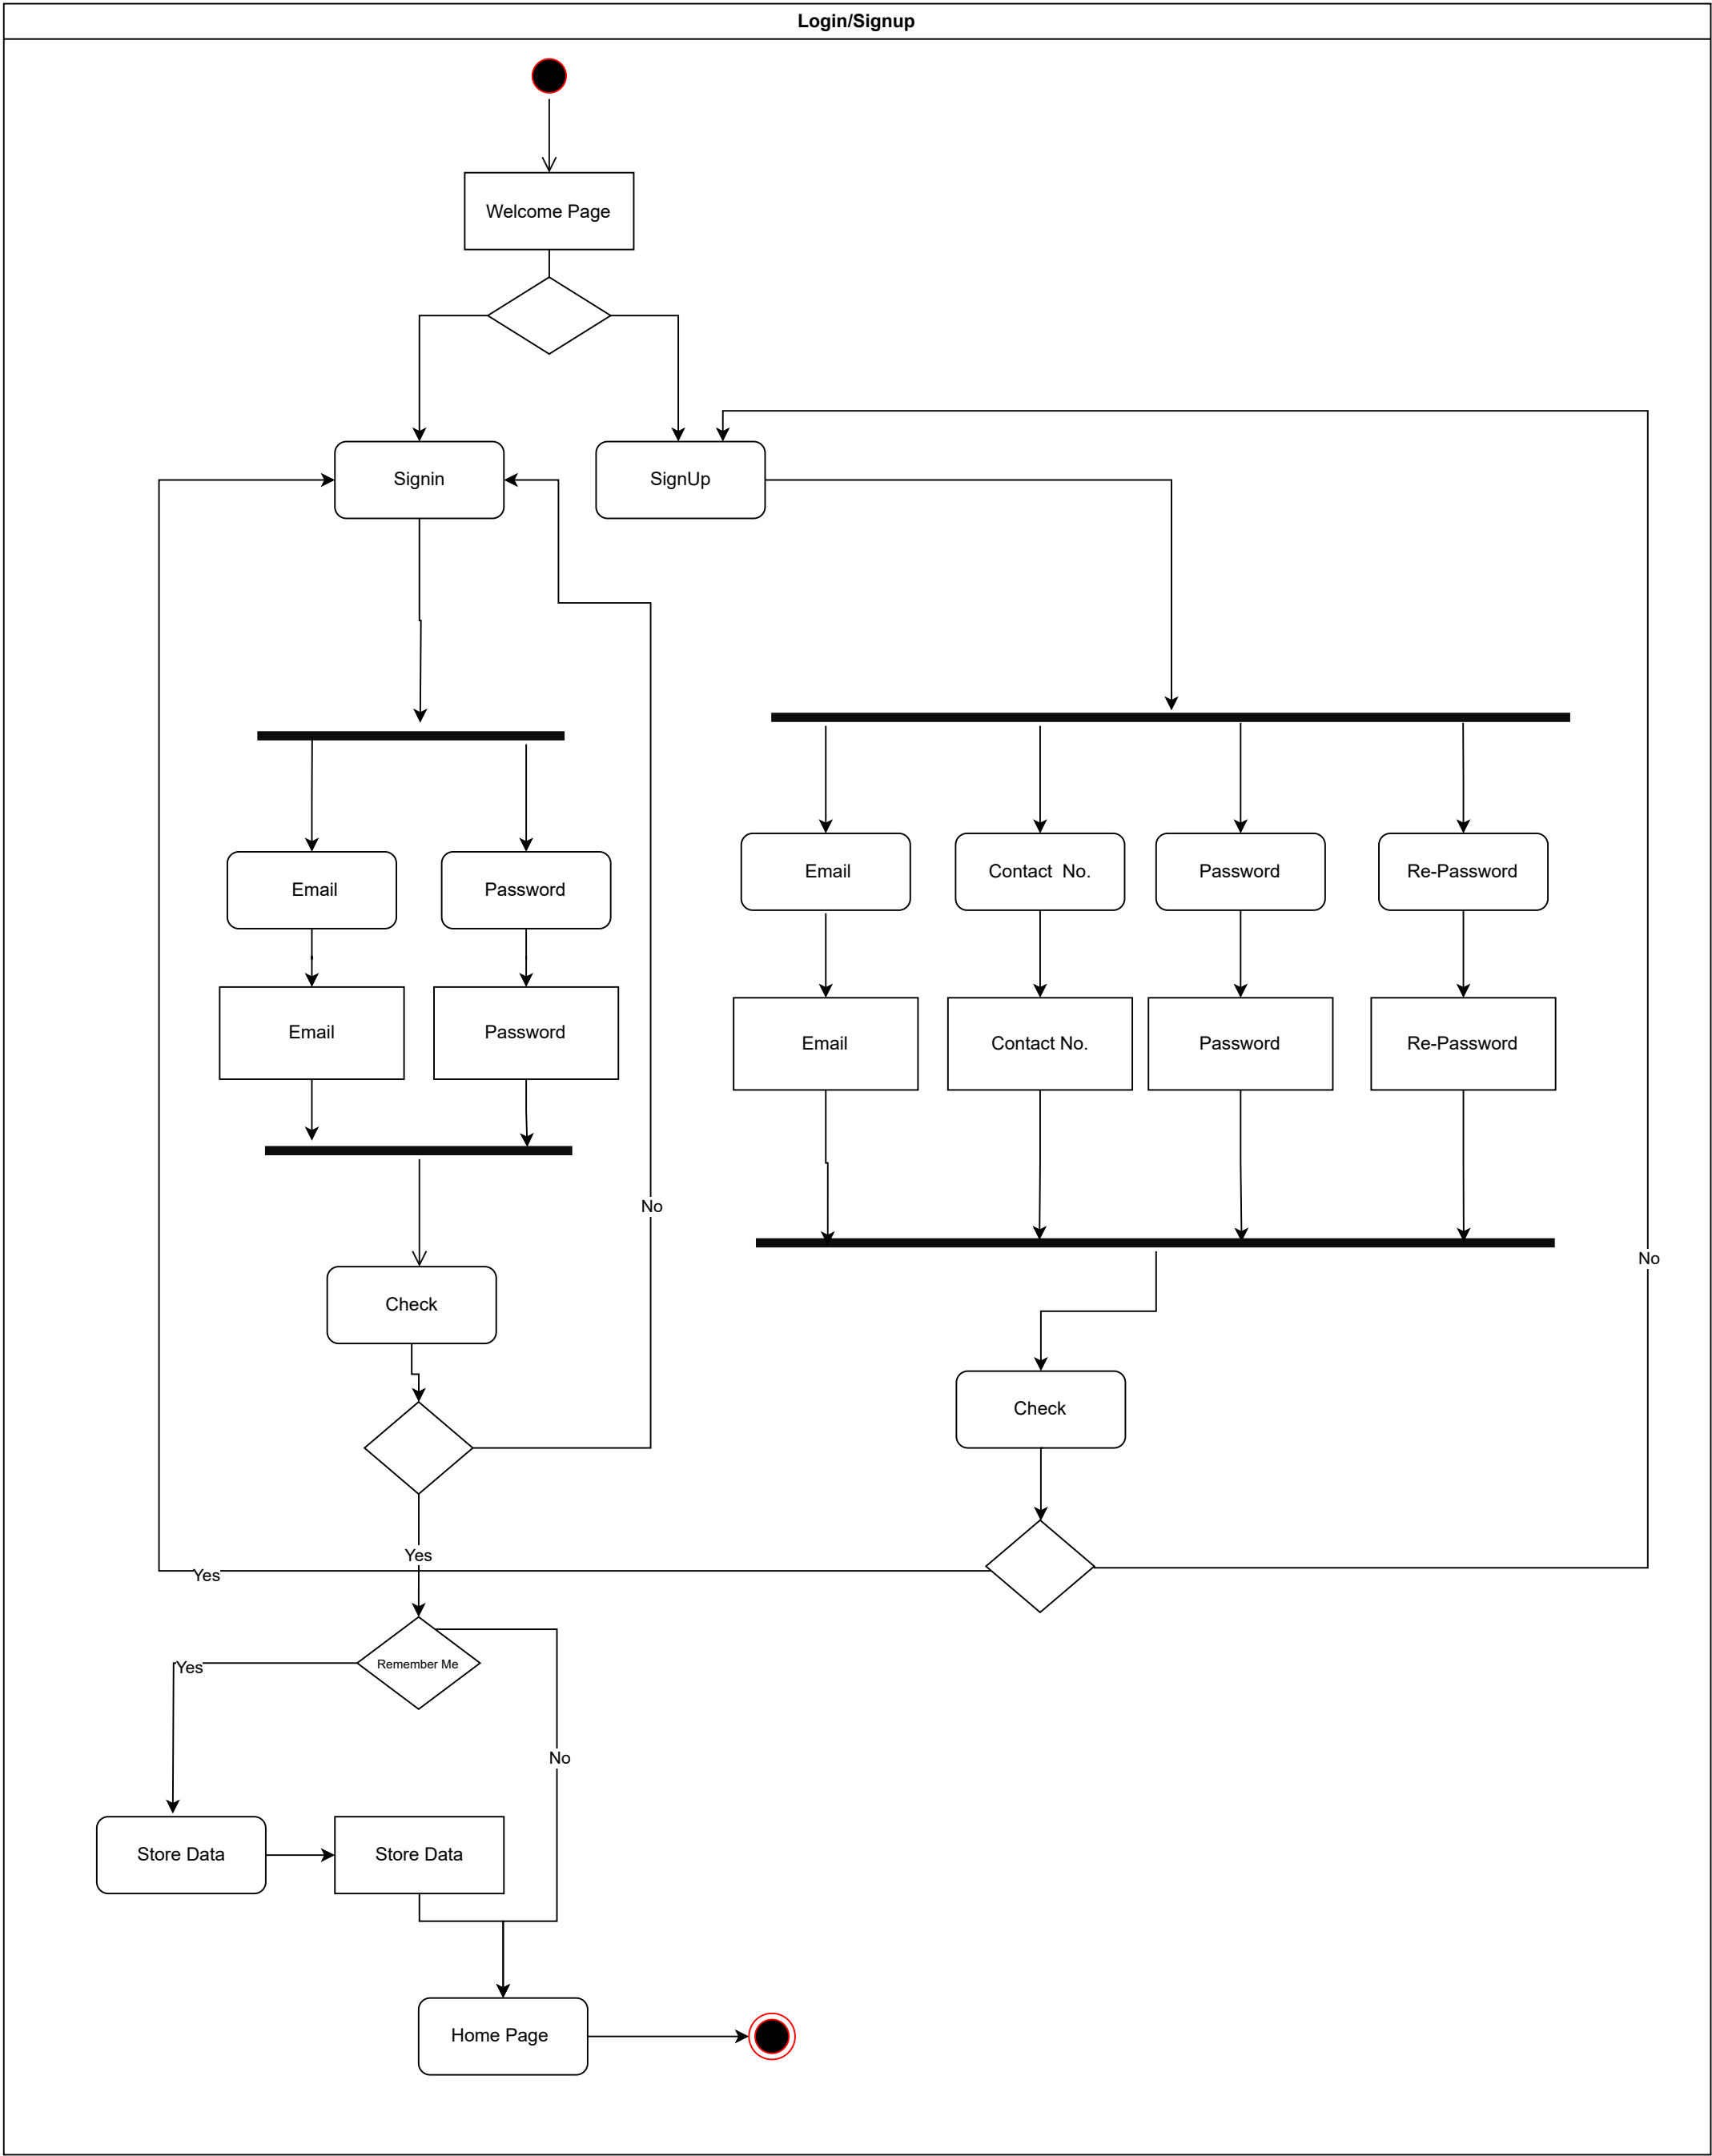 Login/Signup
Welcome Page
Signin
SignUp
Email
Password
Email
Contact  No.
Password
Re-Password
Email
Password
Email
Contact No.
Password
Re-Password
No
No
Check
Check
Yes
Yes
Remember Me
Yes
No
Store Data
Store Data
Home Page